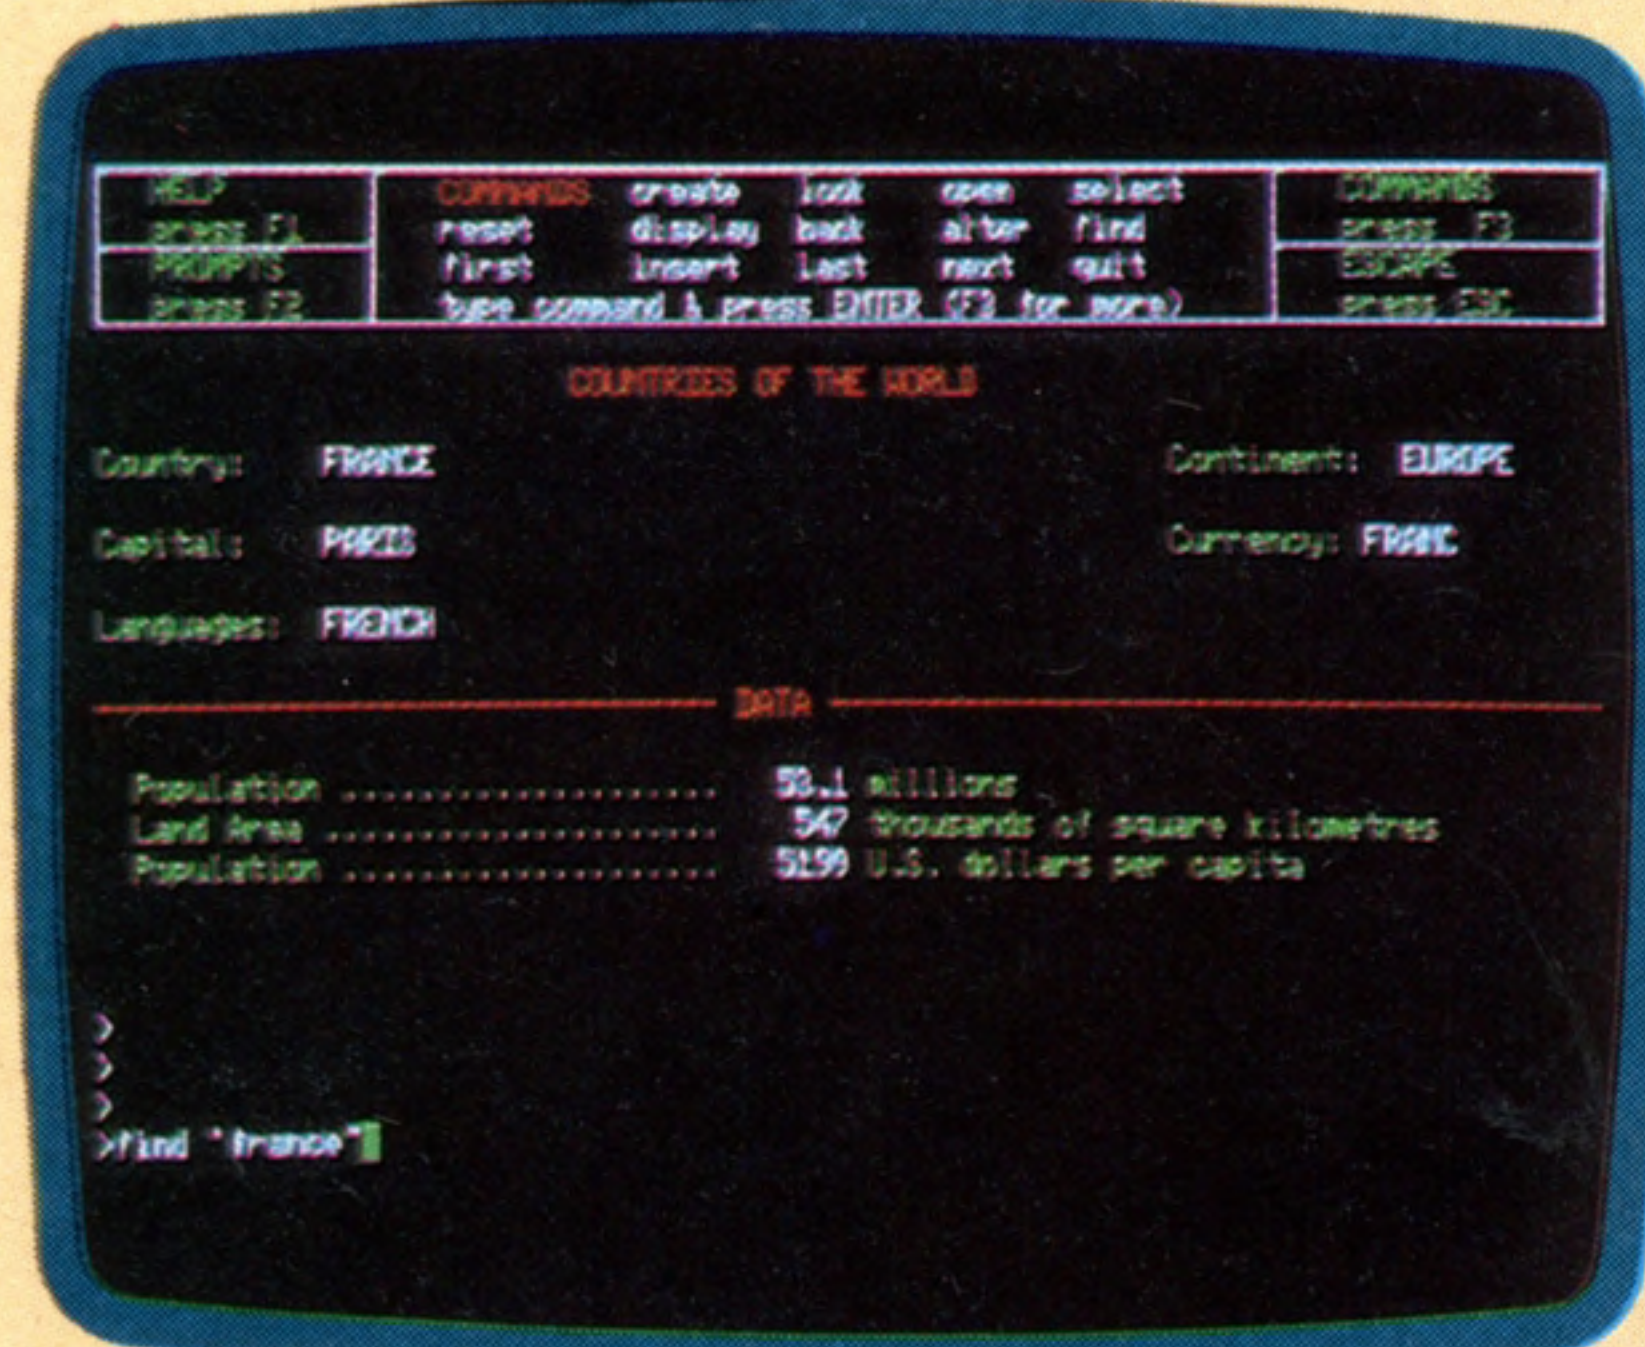 HELP COMMANDS create look open select COMMANDS
press F1 reset display back alter find press F3
PROMPTS first insert last next quit ESCAPE
press F2 type command & press ENTER (F3 for more) press ESC
COUNTRIES OF THE WORLD
Country: FRANCE Continent: EUROPE
Capital: PARIS Currency: FRANC
Languages: FRENCH
DATA
Population .................... 53.1 millions
Land Area ..................... 547 thousands of square kilometres
Population .................... 5199 U.S. dollars per capita
>
>
>
>find "france"